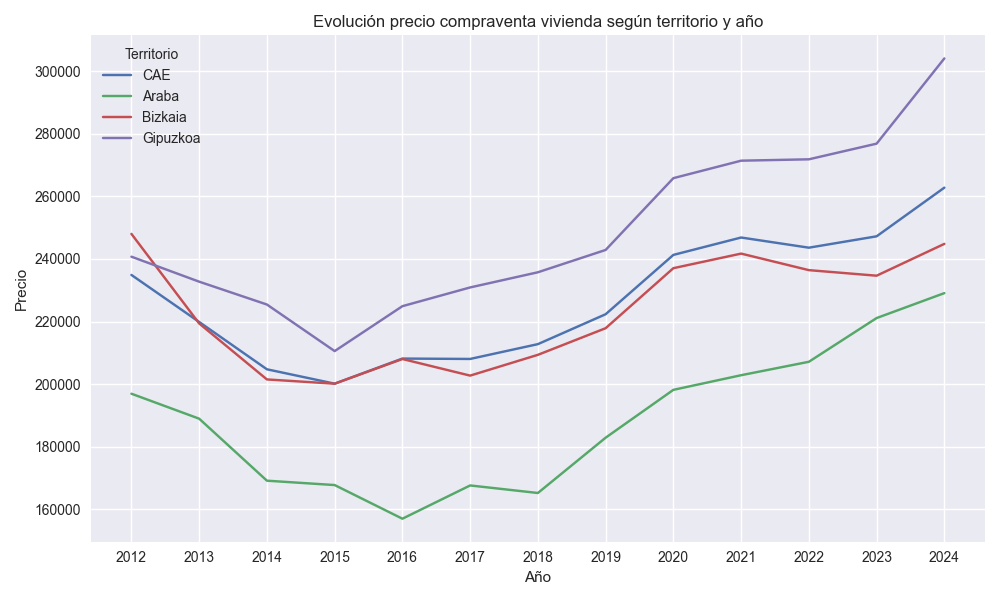 Evolución precio compraventa vivienda según territorio y año
Territorio
CAE
Araba
Bizkaia
Gipuzkoa
Precio
300000
280000
260000
240000
220000
200000
180000
160000
2012 2013 2014 2015 2016 2017 2018 2019 2020 2021 2022 2023 2024
Año